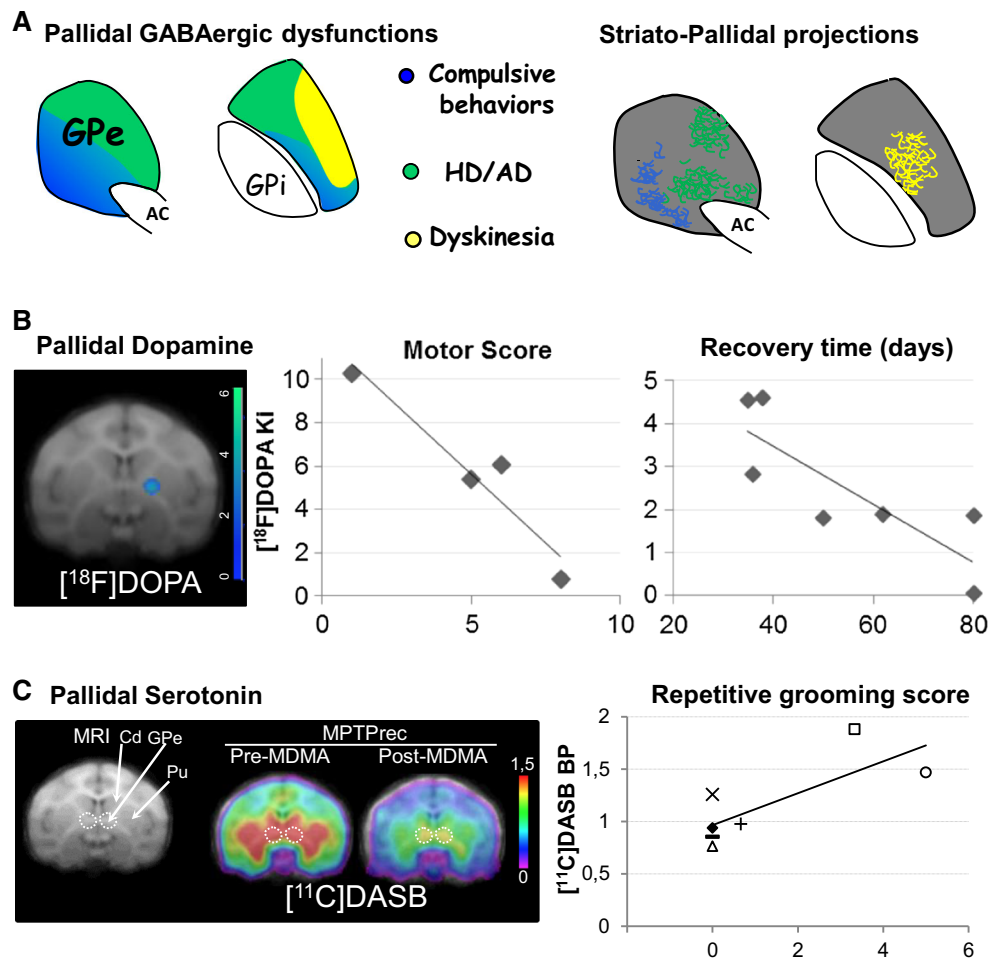 A
Pallidal GABAergic dysfunctions
Striato-Pallidal projections
GPe
AC
GPi
Compulsive
behaviors
HD/AD
Dyskinesia
AC
B
Pallidal Dopamine
6
4
2
0
[¹⁸F]DOPA
Motor Score
[¹⁸F]DOPA Ki
10
8
6
4
2
0
0 5 10
Recovery time (days)
5
4
3
2
1
0
20 40 60 80
C
Pallidal Serotonin
MRI Cd GPe
Pu
MPTPrec
Pre-MDMA Post-MDMA
1,5
0
[¹¹C]DASB
Repetitive grooming score
[¹¹C]DASB BP
2
1,5
1
0,5
0
0 2 4 6